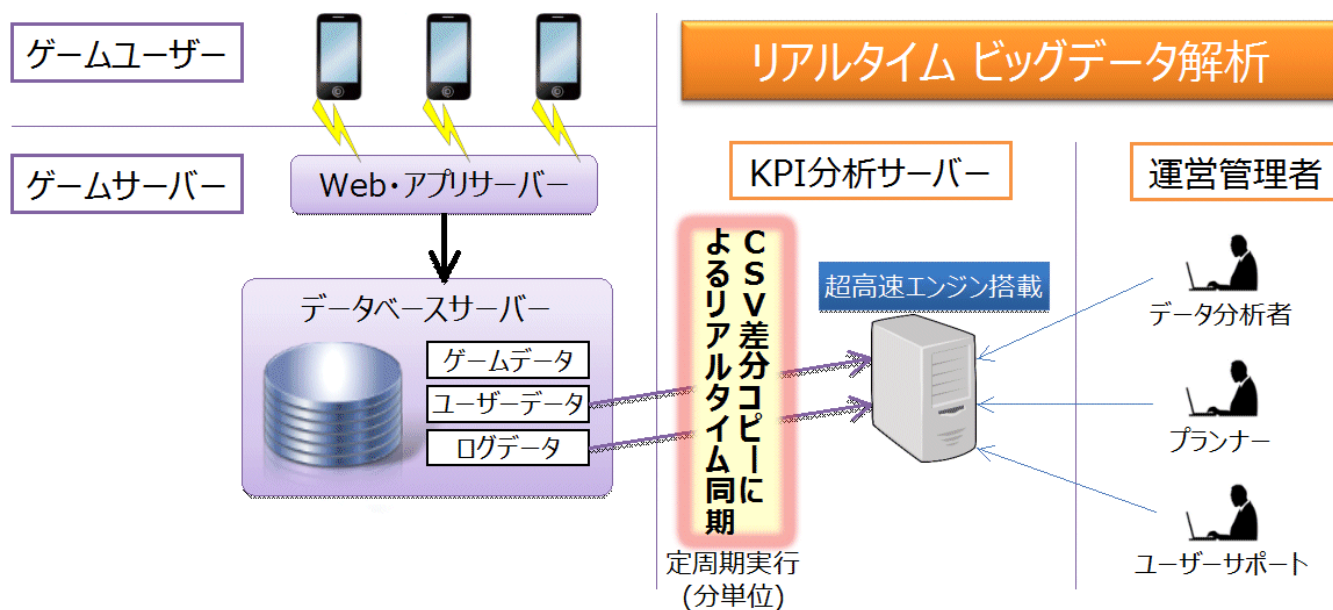 ゲームユーザー
リアルタイム ビッグデータ解析
ゲームサーバー
Web・アプリサーバー
データベースサーバー
ゲームデータ
ユーザーデータ
ログデータ
KPI分析サーバー
CSV差分コピーに
よるリアルタイム同期
定周期実行
(分単位)
超高速エンジン搭載
運営管理者
データ分析者
プランナー
ユーザーサポート